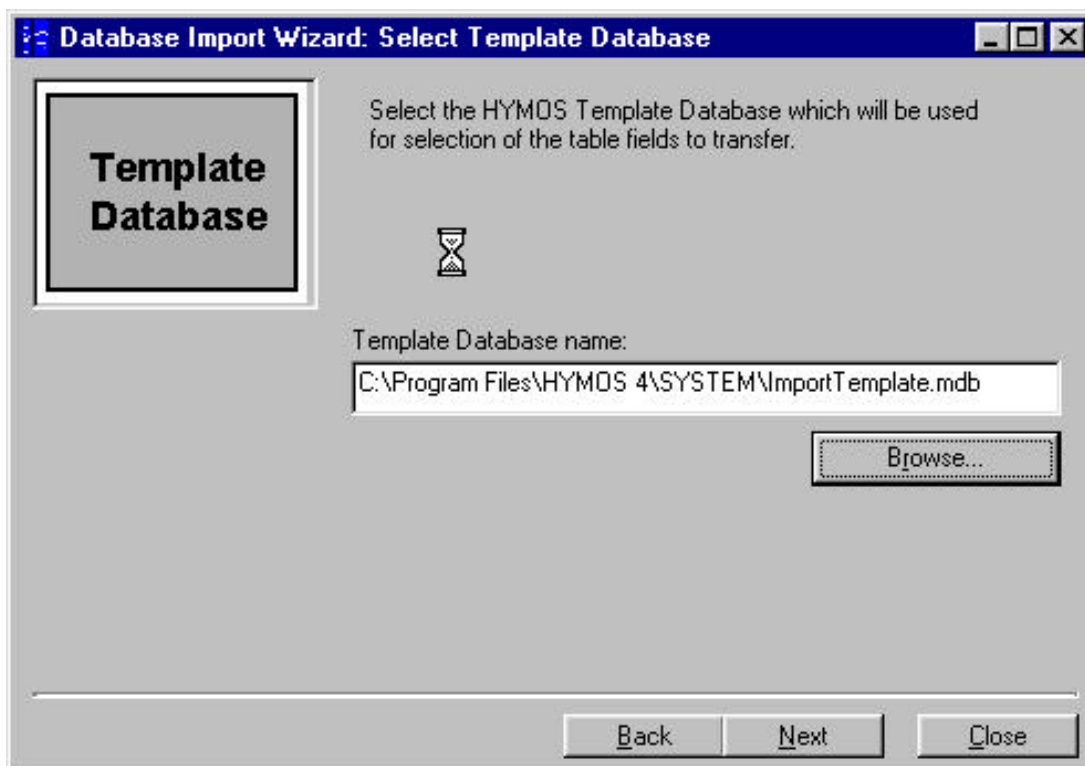 Database Import Wizard: Select Template Database
Template
Database
Select the HYMOS Template Database which will be used
for selection of the table fields to transfer.
Template Database name:
C:\Program Files\HYMOS 4\SYSTEM\ImportTemplate.mdb
Browse...
Back
Next
Close